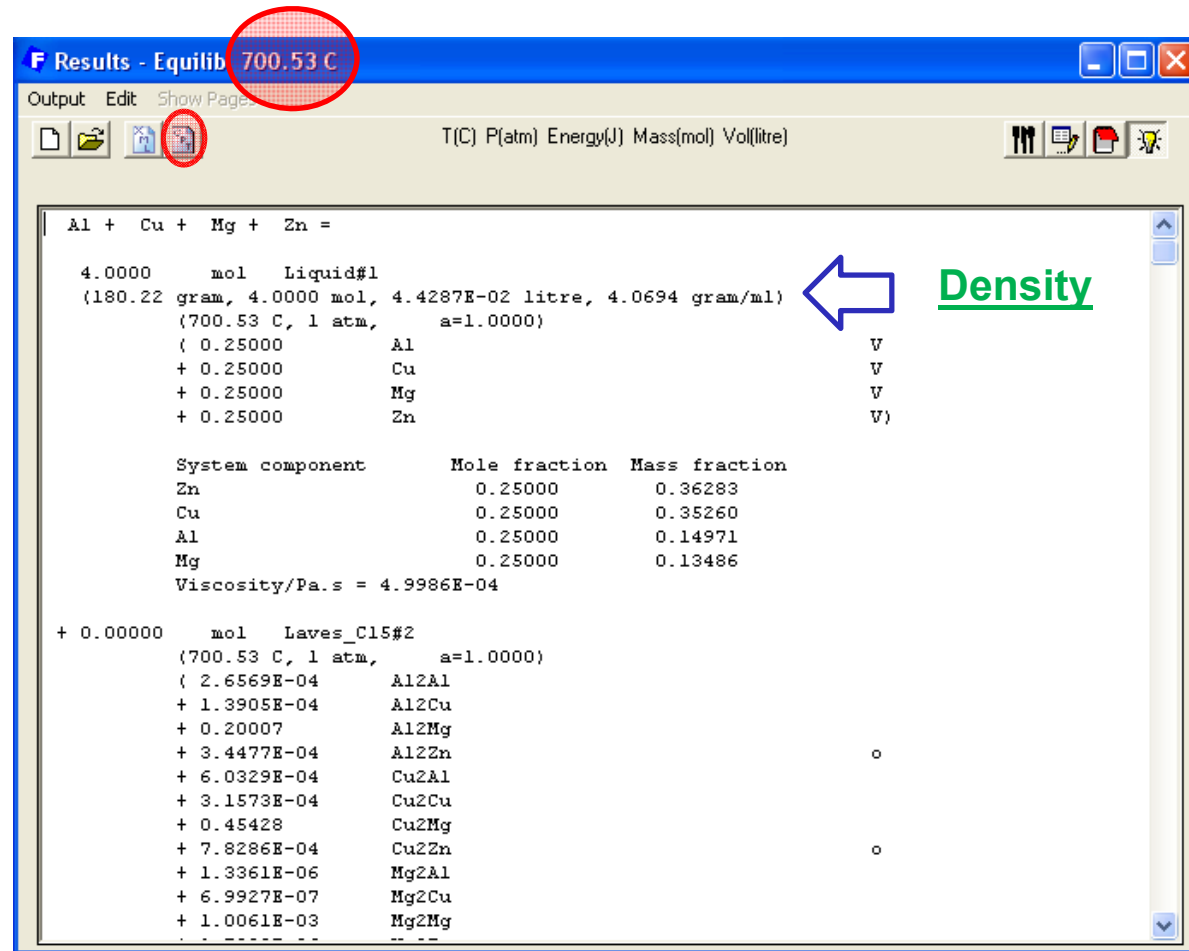 Results - Equilib 700.53 C
Output Edit Show Pages
T(C) P(atm) Energy(J) Mass(mol) Vol(litre)
Al + Cu + Mg + Zn =
4.0000 mol Liquid#1
(180.22 gram, 4.0000 mol, 4.4287E-02 litre, 4.0694 gram/ml)
Density
(700.53 C, 1 atm, a=1.0000)
( 0.25000 Al V
+ 0.25000 Cu V
+ 0.25000 Mg V
+ 0.25000 Zn V)
System component Mole fraction Mass fraction
Zn 0.25000 0.36283
Cu 0.25000 0.35260
Al 0.25000 0.14971
Mg 0.25000 0.13486
Viscosity/Pa.s = 4.9986E-04
+ 0.00000 mol Laves_C15#2
(700.53 C, 1 atm, a=1.0000)
( 2.6569E-04 Al2Al
+ 1.3905E-04 Al2Cu
+ 0.20007 Al2Mg
+ 3.4477E-04 Al2Zn o
+ 6.0329E-04 Cu2Al
+ 3.1573E-04 Cu2Cu
+ 0.45428 Cu2Mg
+ 7.8286E-04 Cu2Zn o
+ 1.3361E-06 Mg2Al
+ 6.9927E-07 Mg2Cu
+ 1.0061E-03 Mg2Mg